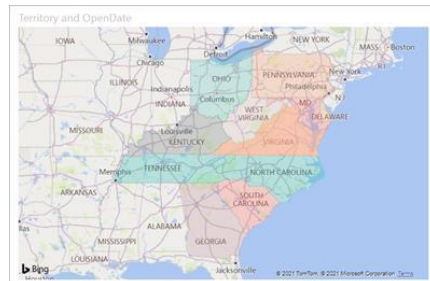 Territory and OpenDate
IOWA
Milwaukee
Hamilton
NEW YORK
MASS
Boston
Detroit
Chicago
R I
ILLINOIS
OHIO
PENNSYLVANIA
New York
Indianapolis
Columbus
Philadelphia
N J
INDIANA
MD
WEST
VIRGINIA
DELAWARE
MISSOURI
Louisville
KENTUCKY
VIRGINIA
Memphis
TENNESSEE
NORTH CAROLINA
ARKANSAS
SOUTH
CAROLINA
ALABAMA
MISSISSIPPI
GEORGIA
LOUISIANA
Bing
Jacksonville
© 2021 TomTom, © 2021 Microsoft Corporation Terms